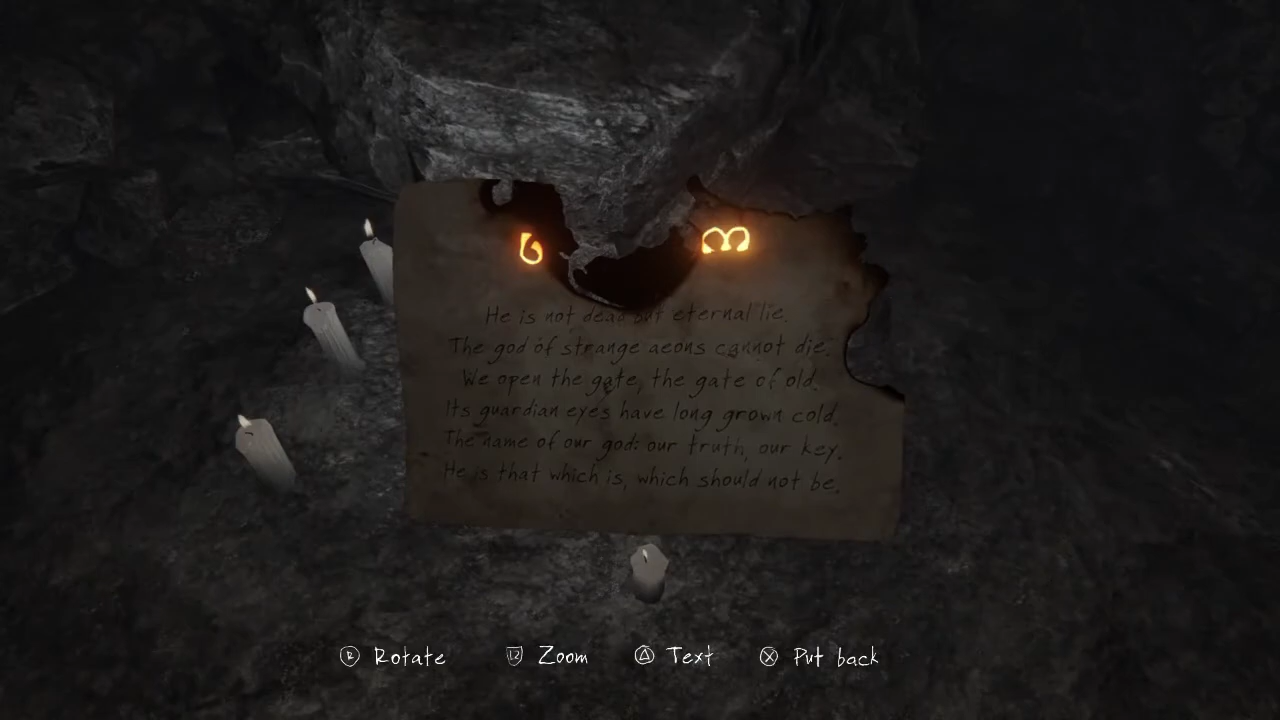 He is not dead but eternal lie.
The god of strange aeons cannot die.
We open the gate, the gate of old.
Its guardian eyes have long grown cold.
The name of our god: our truth, our key.
He is that which is, which should not be.
R Rotate L2 Zoom Text Put back